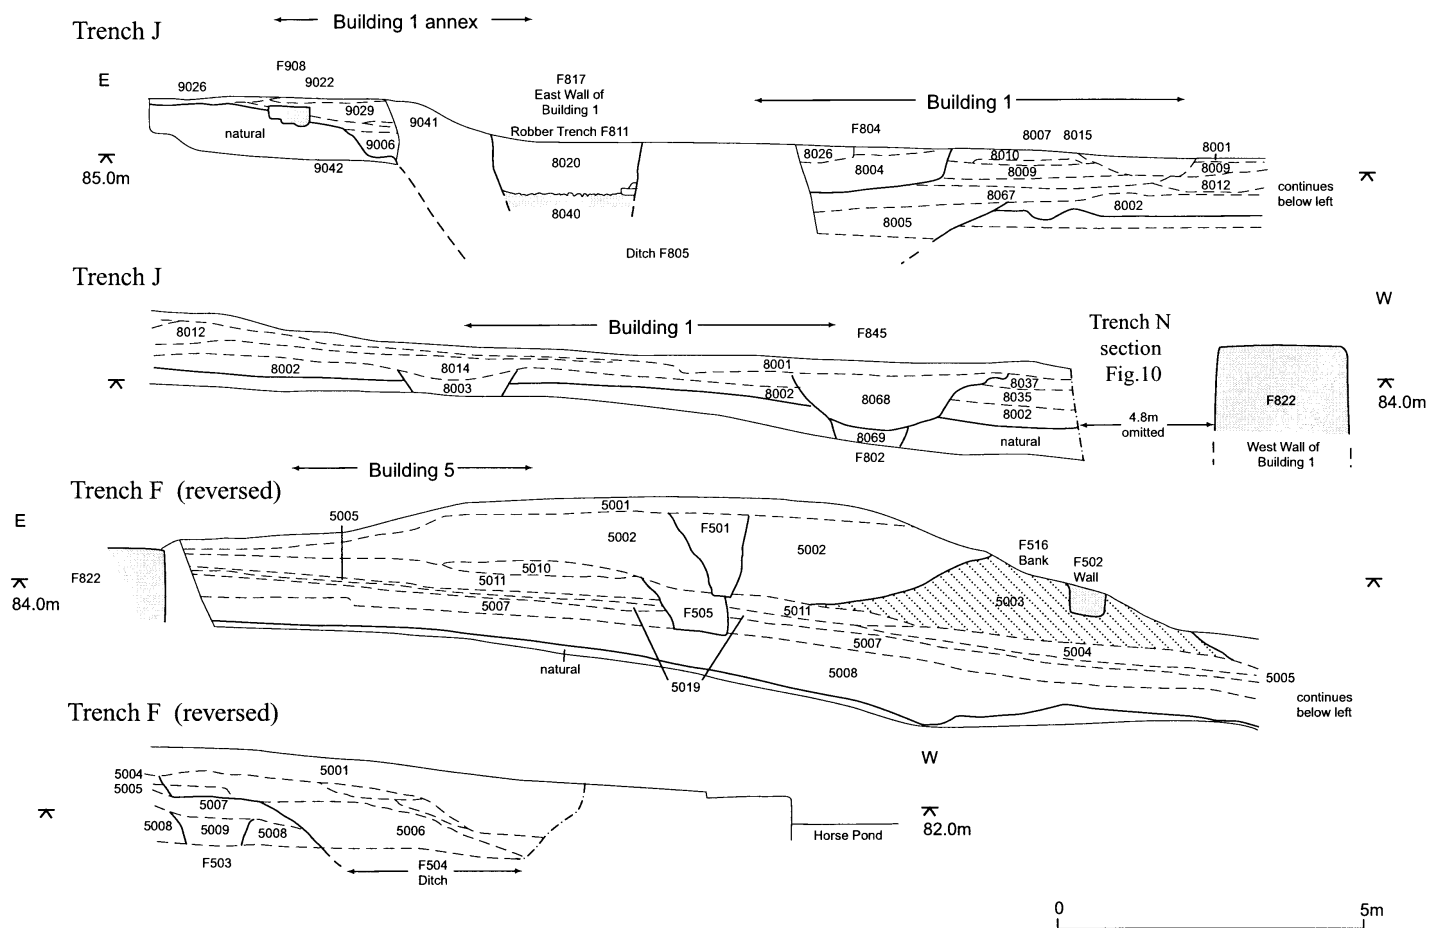 Trench J
Building 1 annex
E
F908
9026
9022
9029
9041
natural
9006
9042
85.0m
F817
East Wall of
Building 1
Robber Trench F811
8020
8040
Ditch F805
Building 1
F804
8026
8004
8005
8007
8015
8010
8009
8067
8002
8001
8009
8012
continues
below left
Trench J
W
8012
8002
8014
8003
Building 1
8001
8002
F845
8068
8069
F802
8037
8035
8002
natural
Trench N
section
Fig.10
4.8m
omitted
F822
West Wall of
Building 1
84.0m
Building 5
Trench F (reversed)
E
F822
84.0m
5005
5001
5002
F501
5002
5010
5011
5007
F505
5011
5019
natural
5007
5008
F516
Bank
F502
Wall
5003
5004
5005
continues
below left
Trench F (reversed)
W
5004
5005
5001
5007
5008
5009
5008
5006
F503
F504
Ditch
Horse Pond
82.0m
0
5m